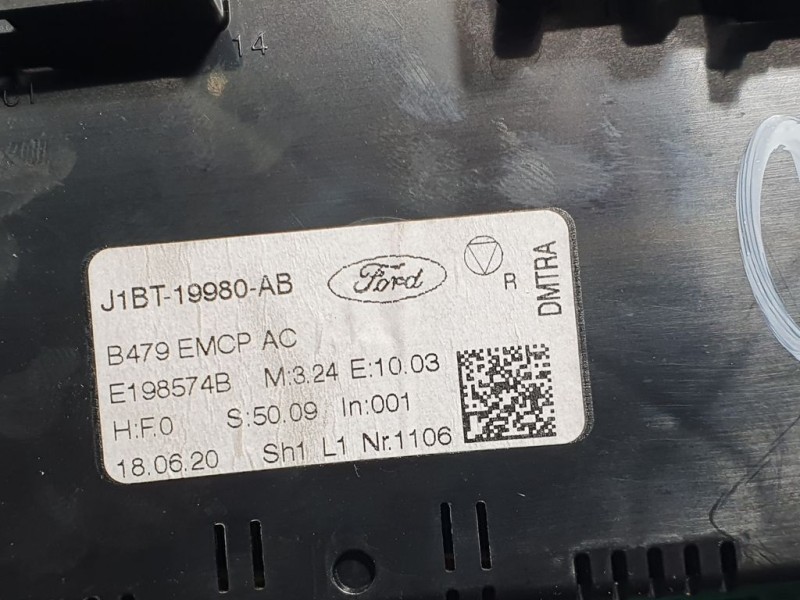 14
J1BT-19980-AB
Ford
R
DMTRA
B479 EMCP AC
E198574B M:3.24 E:10.03
H:F.0 S:50.09 In:001
18.06.20 Sh1 L1 Nr.1106